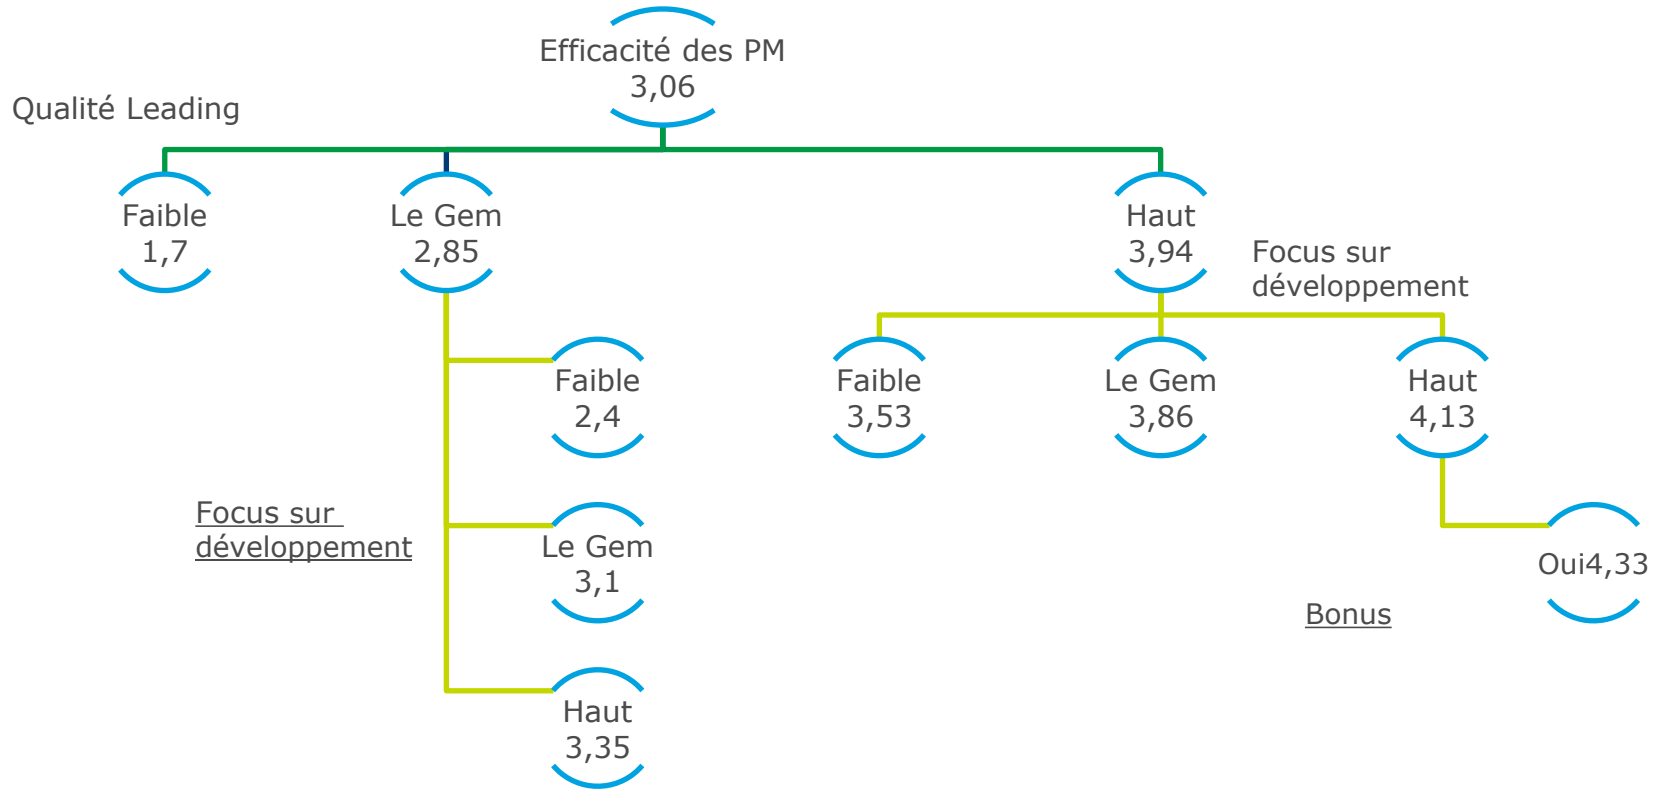 Efficacité des PM
3,06
Qualité Leading
Faible
1,7
Le Gem
2,85
Haut
3,94
Focus sur
développement
Faible
2,4
Faible
3,53
Le Gem
3,86
Haut
4,13
Focus sur
développement
Le Gem
3,1
Oui4,33
Bonus
Haut
3,35